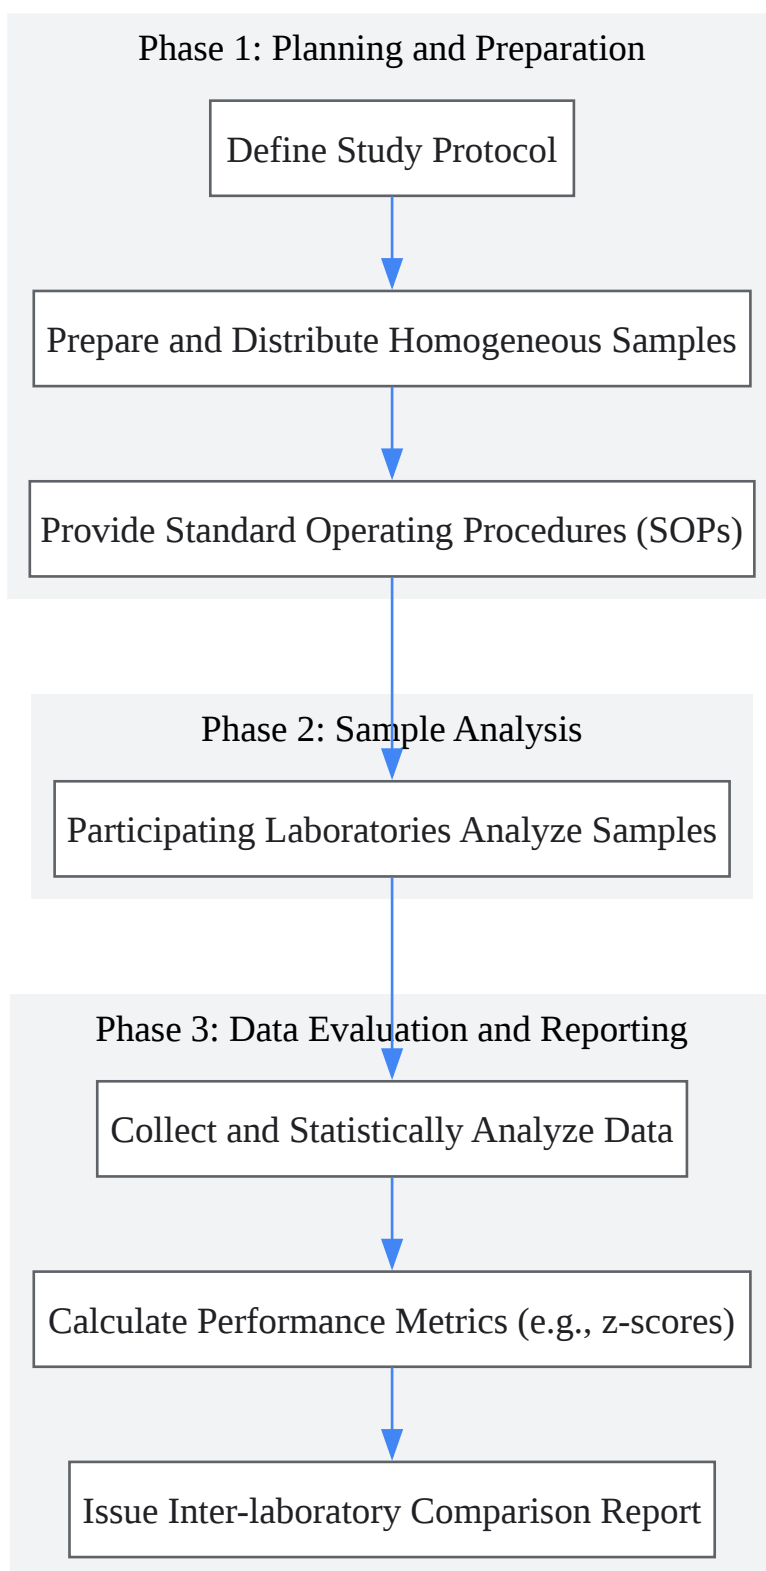 Phase 1: Planning and Preparation
Define Study Protocol
Prepare and Distribute Homogeneous Samples
Provide Standard Operating Procedures (SOPs)
Phase 2: Sample Analysis
Participating Laboratories Analyze Samples
Phase 3: Data Evaluation and Reporting
Collect and Statistically Analyze Data
Calculate Performance Metrics (e.g., z-scores)
Issue Inter-laboratory Comparison Report